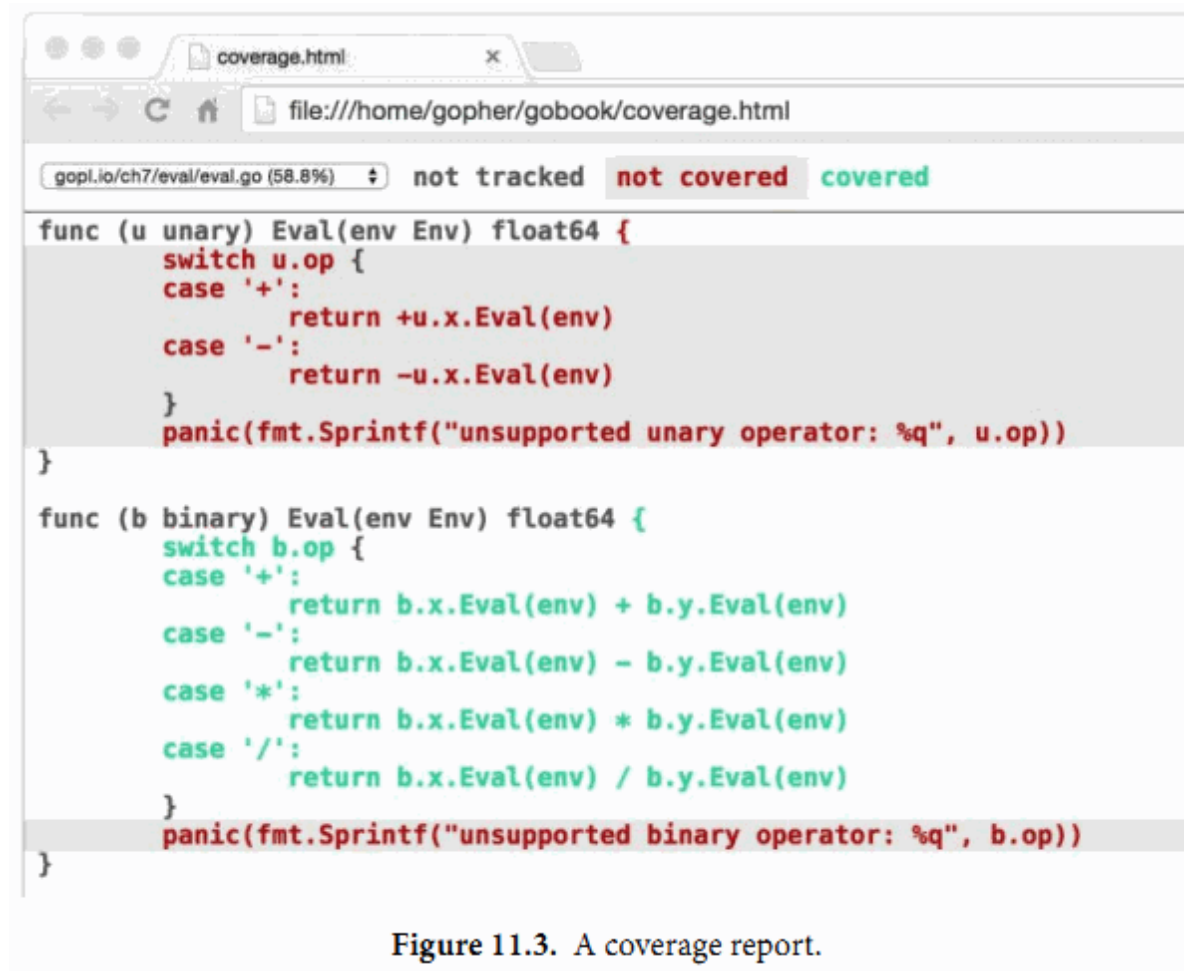 coverage.html
file:///home/gopher/gobook/coverage.html
gopl.io/ch7/eval/eval.go (58.8%) not tracked not covered covered
func (u unary) Eval(env Env) float64 {
        switch u.op {
        case '+':
                return +u.x.Eval(env)
        case '-':
                return -u.x.Eval(env)
        }
        panic(fmt.Sprintf("unsupported unary operator: %q", u.op))
}
func (b binary) Eval(env Env) float64 {
        switch b.op {
        case '+':
                return b.x.Eval(env) + b.y.Eval(env)
        case '-':
                return b.x.Eval(env) - b.y.Eval(env)
        case '*':
                return b.x.Eval(env) * b.y.Eval(env)
        case '/':
                return b.x.Eval(env) / b.y.Eval(env)
        }
        panic(fmt.Sprintf("unsupported binary operator: %q", b.op))
}
Figure 11.3. A coverage report.